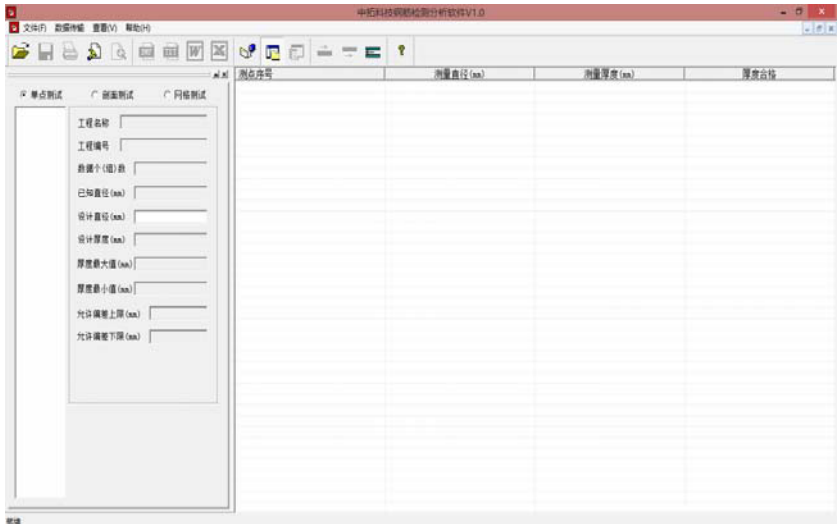 中拓科技钢筋检测分析软件V1.0
文件(F) 数据传输 查看(V) 帮助(H)
测点序号 测量直径(mm) 测量厚度(mm) 厚度合格
单点测试 剖面测试 网格测试
工程名称
工程编号
数据个(组)数
已知直径(mm)
设计直径(mm)
设计厚度(mm)
厚度最大值(mm)
厚度最小值(mm)
允许偏差上限(mm)
允许偏差下限(mm)
就绪